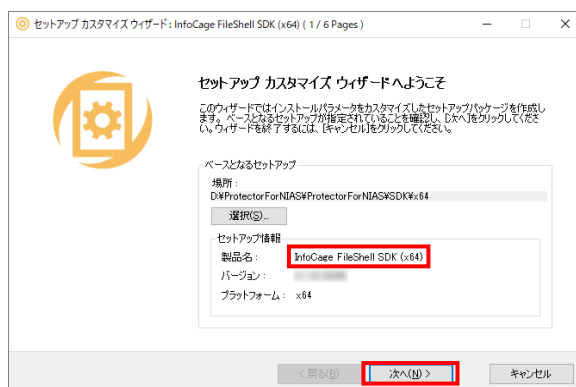 セットアップ カスタマイズ ウィザード : InfoCage FileShell SDK (x64) ( 1 / 6 Pages )
セットアップ カスタマイズ ウィザードへようこそ
このウィザードではインストールパラメータをカスタマイズしたセットアップパッケージを作成し
ます。ベースとなるセットアップが指定されていることを確認し、[次へ]をクリックしてくださ
い。ウィザードを終了するには、[キャンセル]をクリックしてください。
ベースとなるセットアップ
場所 :
D:¥ProtectorForNIAS¥ProtectorForNIAS¥SDK¥x64
選択(S)...
セットアップ情報
製品名 : InfoCage FileShell SDK (x64)
バージョン :
プラットフォーム : x64
< 戻る(B) 次へ(N) > キャンセル